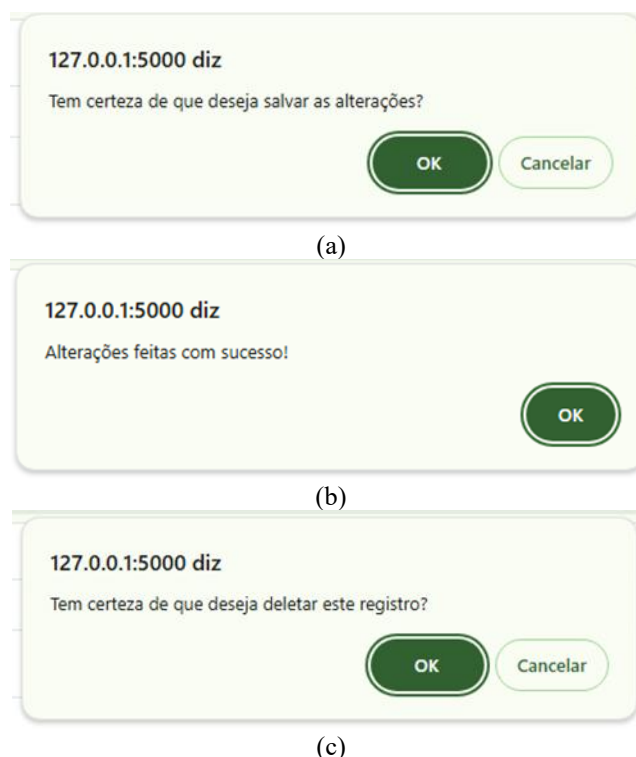 127.0.0.1:5000 diz
Tem certeza de que deseja salvar as alterações?
OK Cancelar
(a)
127.0.0.1:5000 diz
Alterações feitas com sucesso!
OK
(b)
127.0.0.1:5000 diz
Tem certeza de que deseja deletar este registro?
OK Cancelar
(c)